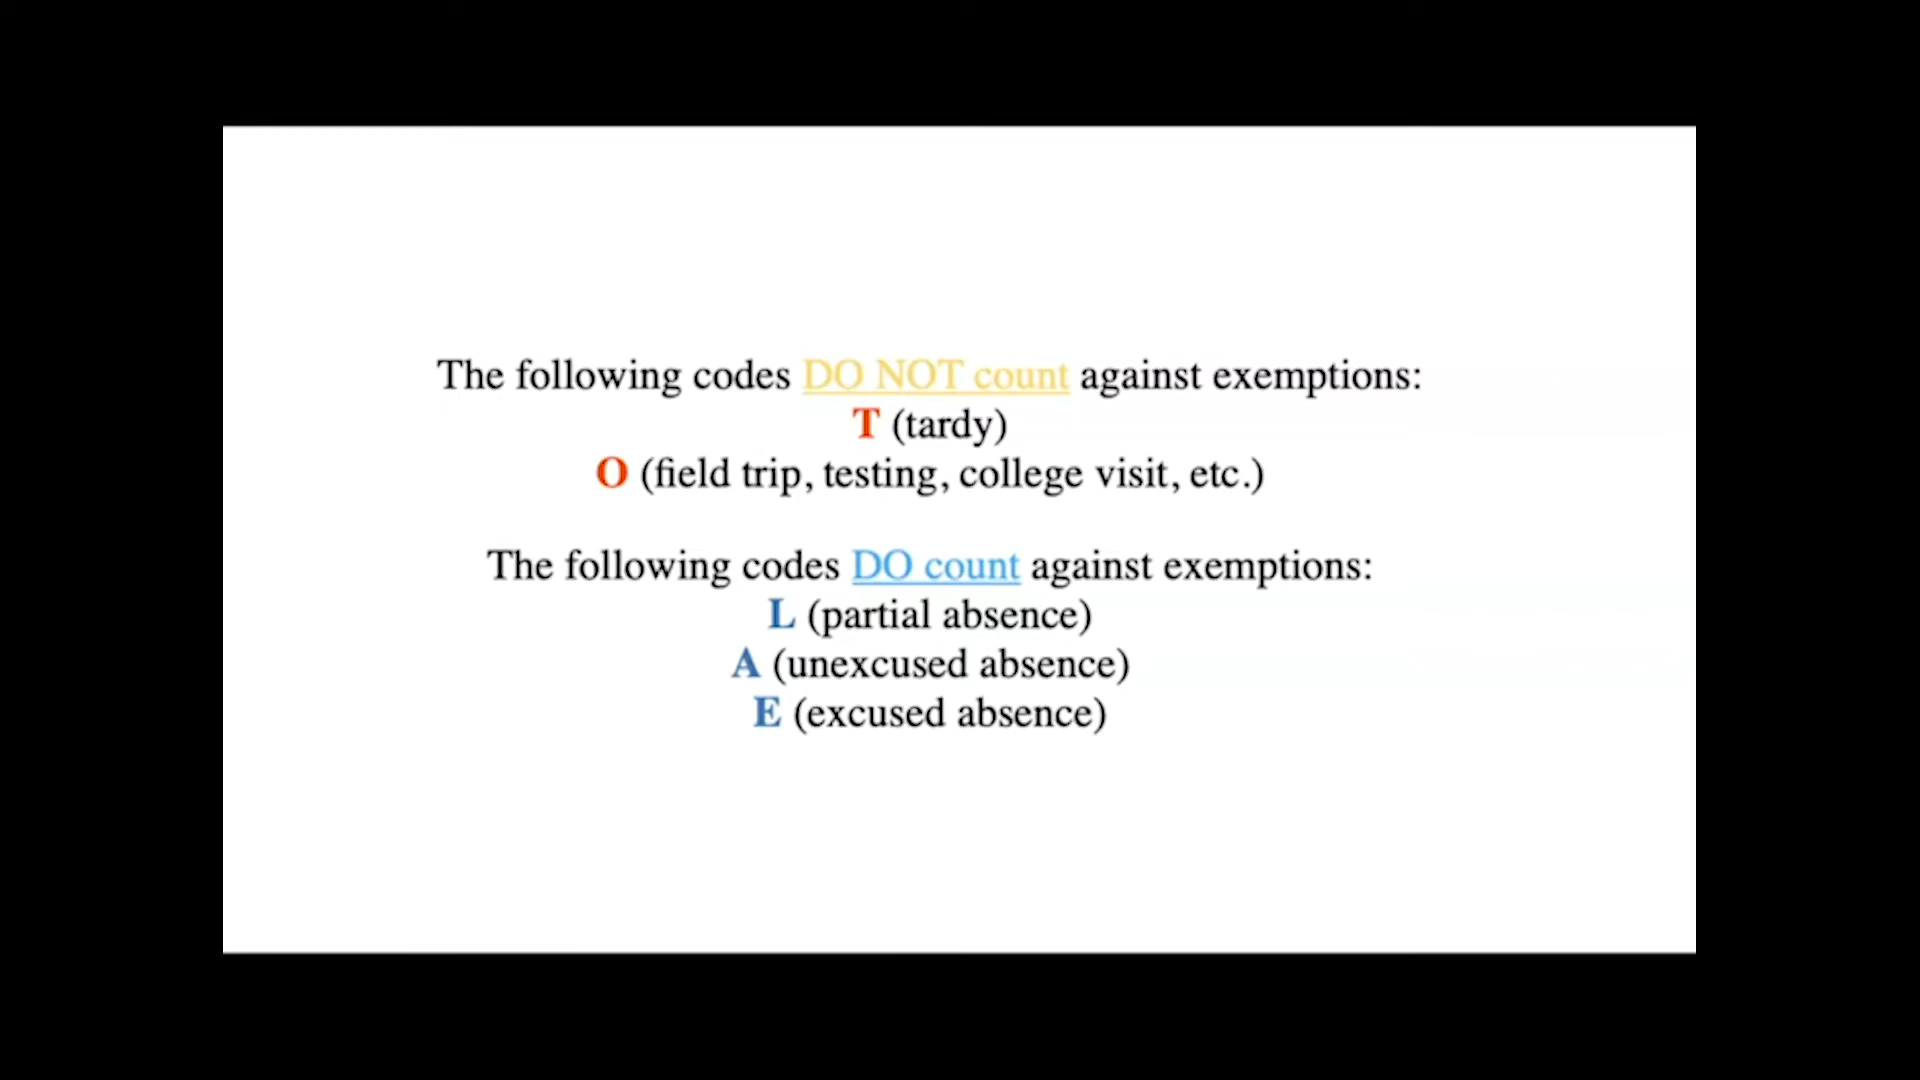 The following codes DO NOT count against exemptions:
T (tardy)
O (field trip, testing, college visit, etc.)
The following codes DO count against exemptions:
L (partial absence)
A (unexcused absence)
E (excused absence)